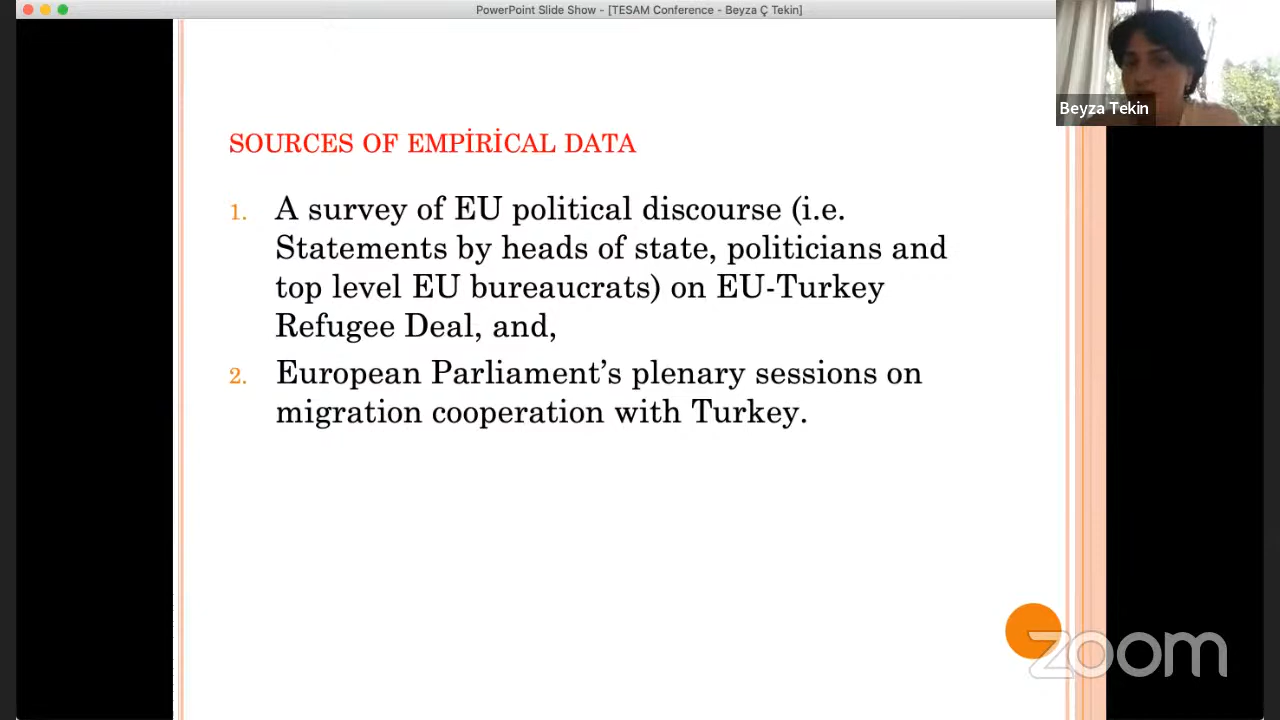 PowerPoint Slide Show - [TESAM Conference - Beyza Ç Tekin]
Beyza Tekin
SOURCES OF EMPİRİCAL DATA
1. A survey of EU political discourse (i.e.
Statements by heads of state, politicians and
top level EU bureaucrats) on EU-Turkey
Refugee Deal, and,
2. European Parliament’s plenary sessions on
migration cooperation with Turkey.
zoom